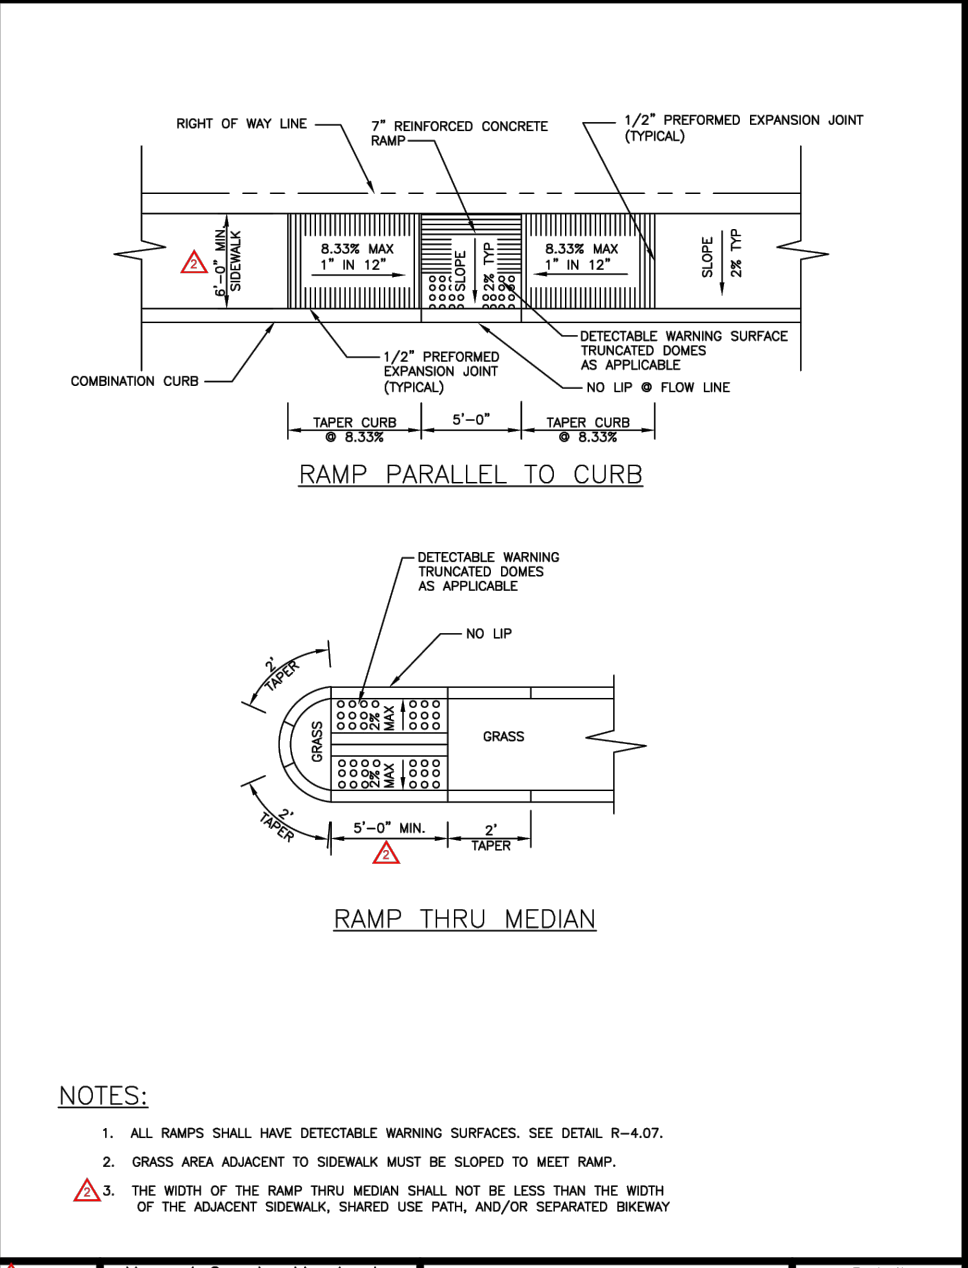 RIGHT OF WAY LINE
7" REINFORCED CONCRETE
RAMP
1/2" PREFORMED EXPANSION JOINT
(TYPICAL)
2
6'-0" MIN.
SIDEWALK
8.33% MAX
1" IN 12"
SLOPE
2% TYP
8.33% MAX
1" IN 12"
SLOPE
2% TYP
DETECTABLE WARNING SURFACE
TRUNCATED DOMES
AS APPLICABLE
1/2" PREFORMED
EXPANSION JOINT
(TYPICAL)
COMBINATION CURB
NO LIP @ FLOW LINE
TAPER CURB
@ 8.33%
5'-0"
TAPER CURB
@ 8.33%
RAMP PARALLEL TO CURB
DETECTABLE WARNING
TRUNCATED DOMES
AS APPLICABLE
NO LIP
2'
TAPER
GRASS
2%
MAX
2%
MAX
GRASS
2'
TAPER
5'-0" MIN.
2
2'
TAPER
RAMP THRU MEDIAN
NOTES:
1. ALL RAMPS SHALL HAVE DETECTABLE WARNING SURFACES. SEE DETAIL R-4.07.
2. GRASS AREA ADJACENT TO SIDEWALK MUST BE SLOPED TO MEET RAMP.
2 3. THE WIDTH OF THE RAMP THRU MEDIAN SHALL NOT BE LESS THAN THE WIDTH
OF THE ADJACENT SIDEWALK, SHARED USE PATH, AND/OR SEPARATED BIKEWAY